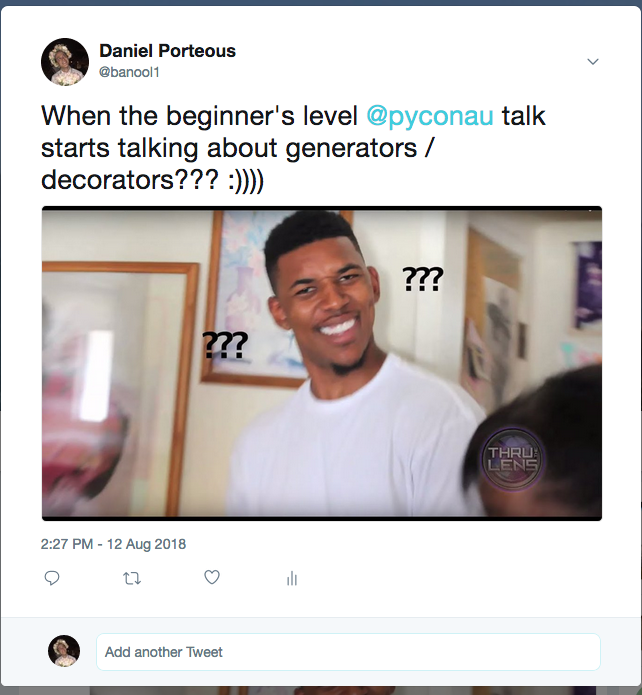 Daniel Porteous
@banool1
When the beginner's level @pyconau talk
starts talking about generators /
decorators??? :))))
???
???
THRU THE
LENS
2:27 PM - 12 Aug 2018
Add another Tweet